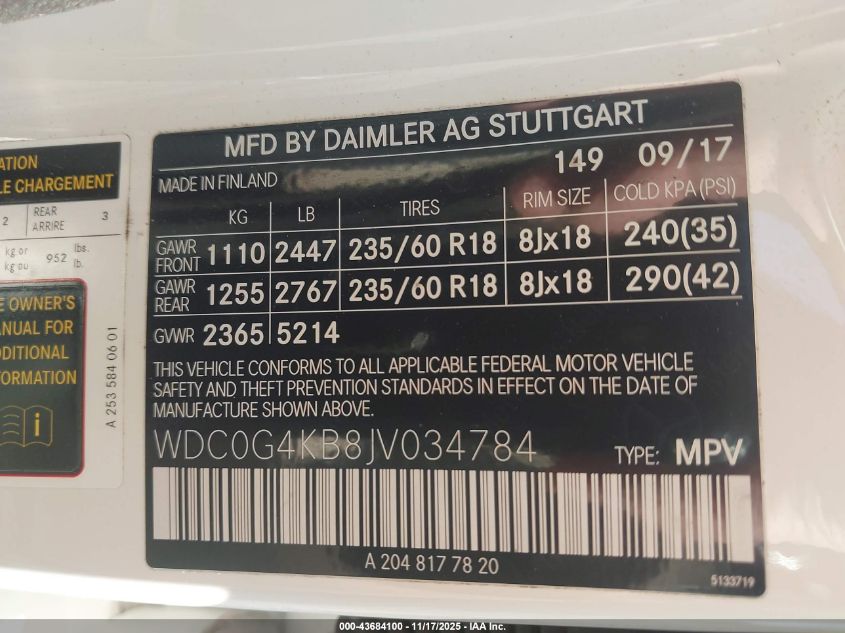 ATION
LE CHARGEMENT
2 REAR ARRIRE 3
kg or lbs.
kg ou 952 lb.
E OWNER'S
ANUAL FOR
DDITIONAL
FORMATION
A 253 584 06 01
MFD BY DAIMLER AG STUTTGART
MADE IN FINLAND 149 09/17
KG LB TIRES RIM SIZE COLD KPA(PSI)
GAWR FRONT 1110 2447 235/60 R18 8Jx18 240(35)
GAWR REAR 1255 2767 235/60 R18 8Jx18 290(42)
GVWR 2365 5214
THIS VEHICLE CONFORMS TO ALL APPLICABLE FEDERAL MOTOR VEHICLE
SAFETY AND THEFT PREVENTION STANDARDS IN EFFECT ON THE DATE OF
MANUFACTURE SHOWN ABOVE.
WDC0G4KB8JV034784 TYPE: MPV
A 204 817 78 20
5133719
000-43684100 - 11/17/2025 - IAA Inc.